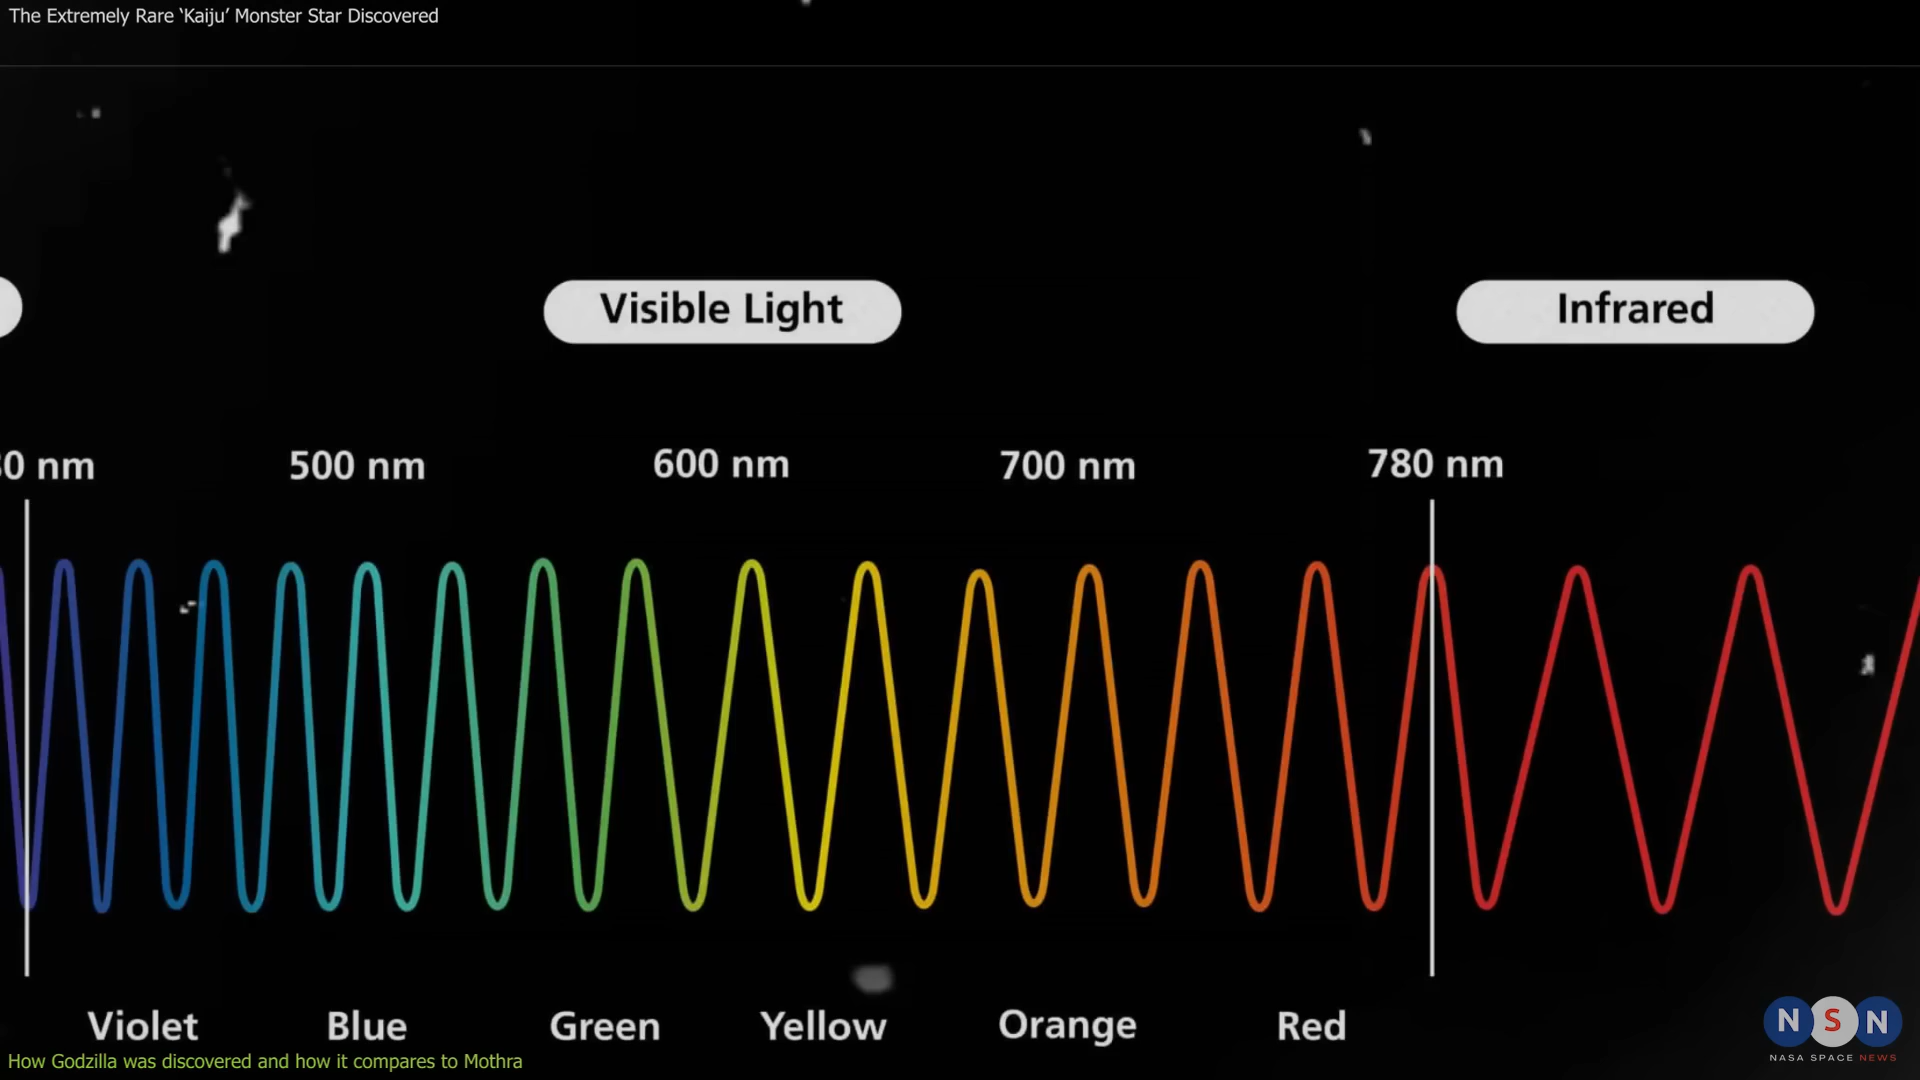 The Extremely Rare ‘Kaiju’ Monster Star Discovered
Visible Light
Infrared
0 nm 500 nm 600 nm 700 nm 780 nm
Violet Blue Green Yellow Orange Red
How Godzilla was discovered and how it compares to Mothra
NSN
NASA SPACE NEWS